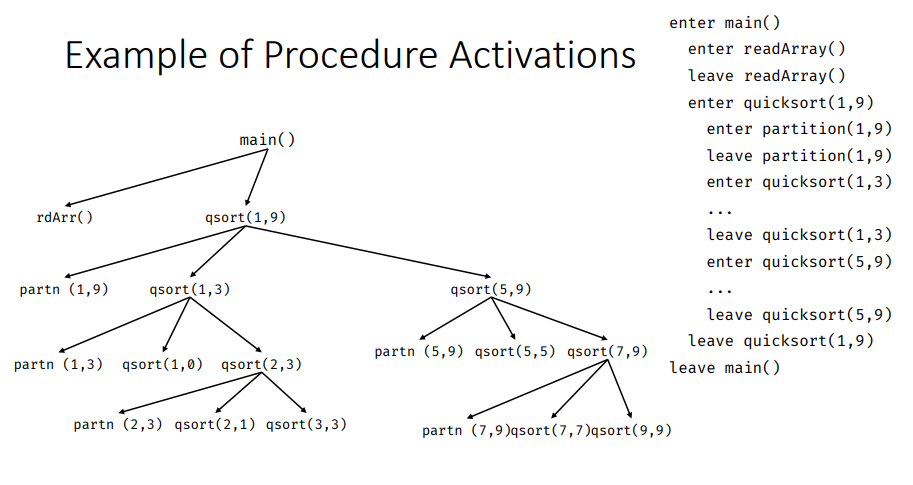 Example of Procedure Activations
main()
rdArr() qsort(1,9)
partn (1,9) qsort(1,3) qsort(5,9)
partn (1,3) qsort(1,0) qsort(2,3) partn (5,9) qsort(5,5) qsort(7,9)
partn (2,3) qsort(2,1) qsort(3,3) partn (7,9)qsort(7,7)qsort(9,9)
enter main()
enter readArray()
leave readArray()
enter quicksort(1,9)
enter partition(1,9)
leave partition(1,9)
enter quicksort(1,3)
...
leave quicksort(1,3)
enter quicksort(5,9)
...
leave quicksort(5,9)
leave quicksort(1,9)
leave main()